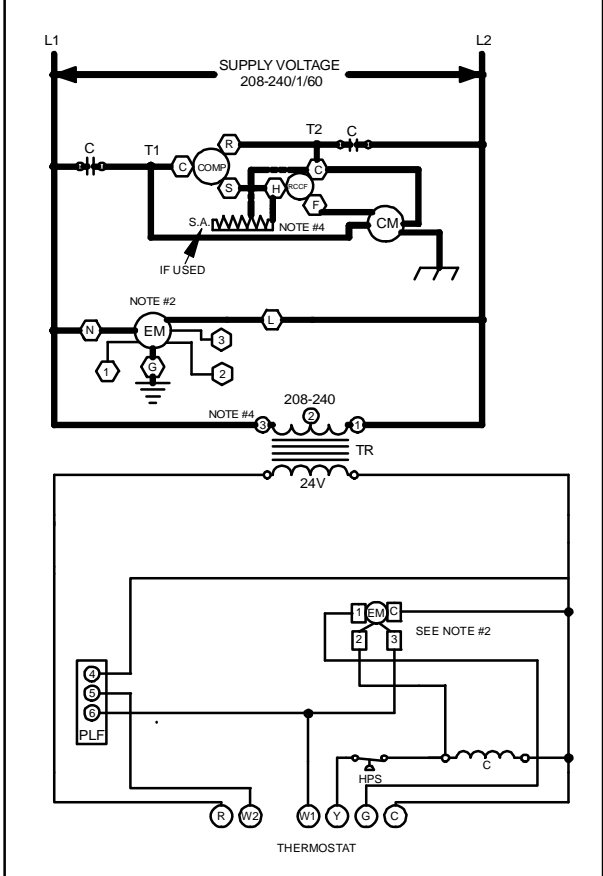 L1 L2
SUPPLY VOLTAGE
208-240/1/60
C T1 T2 C
C COMP R
S H RCCF C
F
S.A. NOTE #4 CM
IF USED
NOTE #2
N EM L
3
1 G 2
208-240
NOTE #4 3 2 1
TR
24V
1 EM C
2 3 SEE NOTE #2
4
5
6
PLF
HPS C
R W2 W1 Y G C
THERMOSTAT